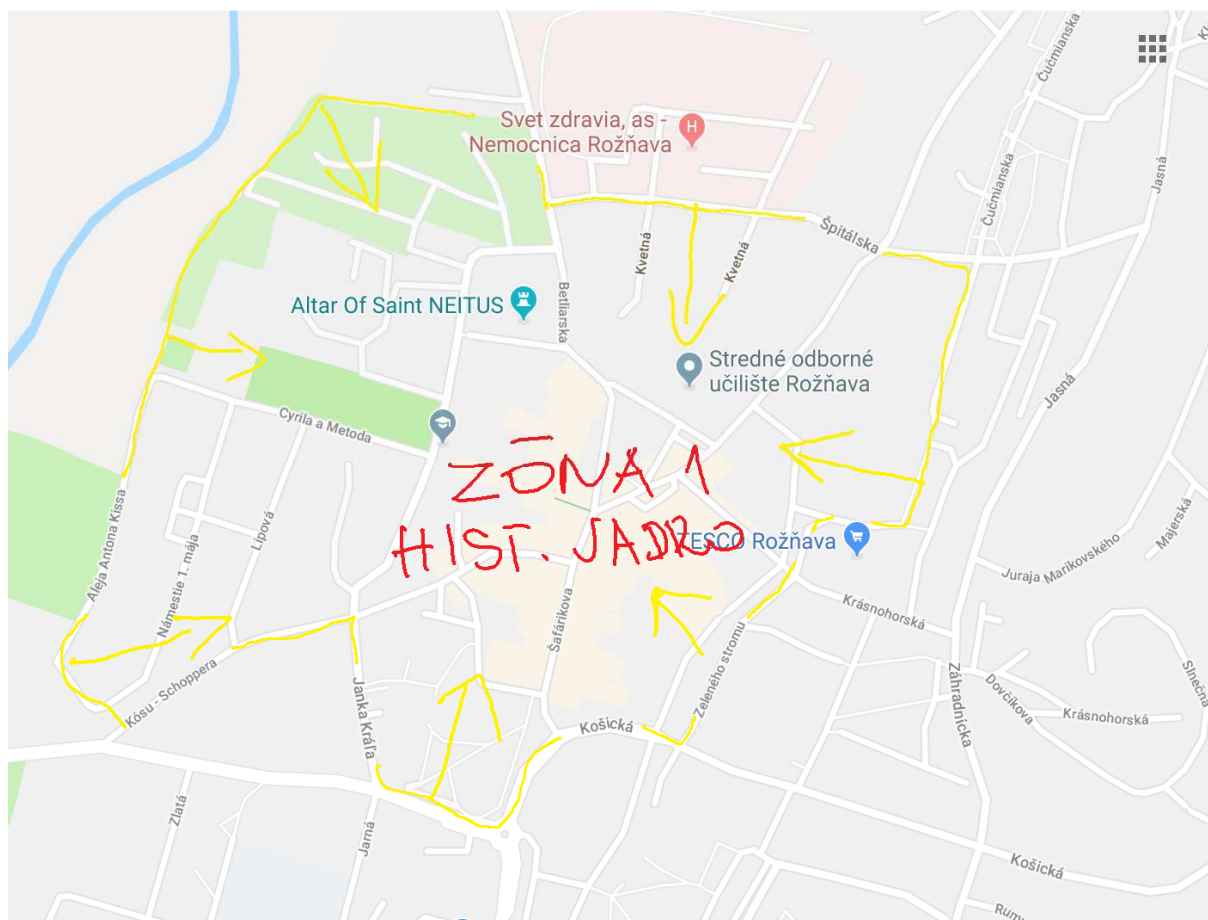 Čučmianska
Svet zdravia, as -
Nemocnica Rožňava
H
Čučmianska
Jasná
Špitálska
Kvetná
Kvetná
Altar Of Saint NEITUS
Betliarska
Stredné odborné
učilište Rožňava
Jasná
Cyrila a Metoda
ZÓNA 1
HIST. JADRO
TESCO Rožňava
Aleja Antona Kissa
Námestie 1. mája
Lipová
Majerská
Juraja Marikovského
Krásnohorská
Šafárikova
Zeleného stromu
Kósu - Schoppera
Janka Kráľa
Košická
Záhradnícka
Dovčíkova
Krásnohorská
Slnečná
Zlatá
Jarná
Košická